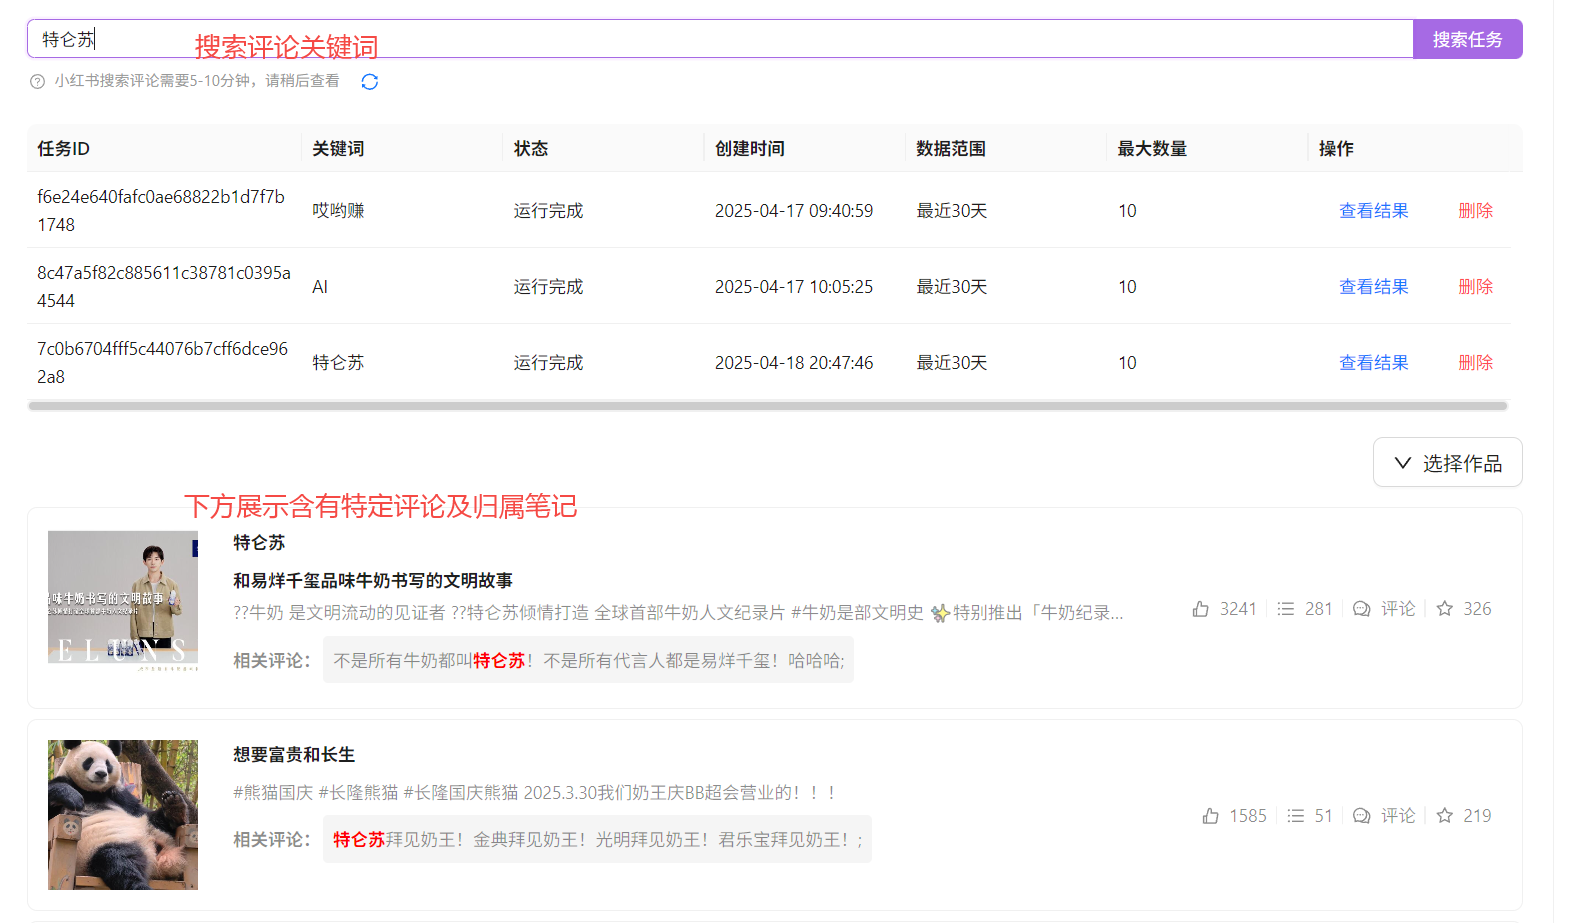 特仑苏
搜索评论关键词
搜索任务
小红书搜索评论需要5-10分钟，请稍后查看
任务ID 关键词 状态 创建时间 数据范围 最大数量 操作
f6e24e640fafc0ae68822b1d7f7b
1748
哎哟赚 运行完成 2025-04-17 09:40:59 最近30天 10 查看结果 删除
8c47a5f82c885611c38781c0395a
4544
AI 运行完成 2025-04-17 10:05:25 最近30天 10 查看结果 删除
7c0b6704fff5c44076b7cff6dce96
2a8
特仑苏 运行完成 2025-04-18 20:47:46 最近30天 10 查看结果 删除
选择作品
下方展示含有特定评论及归属笔记
味牛奶书写的文明故事
ELUNS
特仑苏
和易烊千玺品味牛奶书写的文明故事
??牛奶 是文明流动的见证者 ??特仑苏倾情打造 全球首部牛奶人文纪录片 #牛奶是部文明史 ✨特别推出「牛奶纪录...
3241 281 评论 326
相关评论： 不是所有牛奶都叫特仑苏！不是所有代言人都是易烊千玺！哈哈哈;
想要富贵和长生
#熊猫国庆 #长隆熊猫 #长隆国庆熊猫 2025.3.30我们奶王庆BB超会营业的！！！
1585 51 评论 219
相关评论： 特仑苏拜见奶王！金典拜见奶王！光明拜见奶王！君乐宝拜见奶王！;